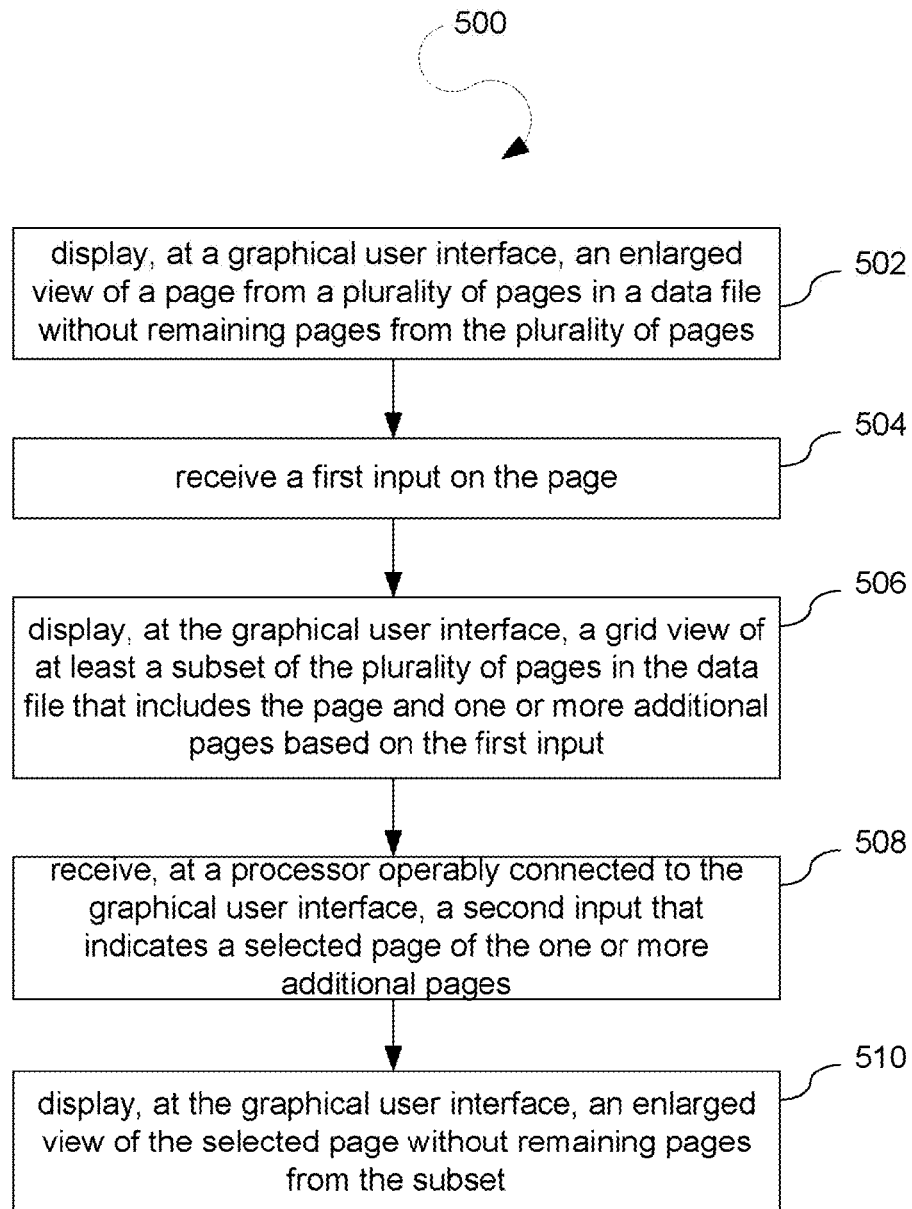 500
display, at a graphical user interface, an enlarged
view of a page from a plurality of pages in a data file
without remaining pages from the plurality of pages
502
504
receive a first input on the page
506
display, at the graphical user interface, a grid view of
at least a subset of the plurality of pages in the data
file that includes the page and one or more additional
pages based on the first input
508
receive, at a processor operably connected to the
graphical user interface, a second input that
indicates a selected page of the one or more
additional pages
510
display, at the graphical user interface, an enlarged
view of the selected page without remaining pages
from the subset